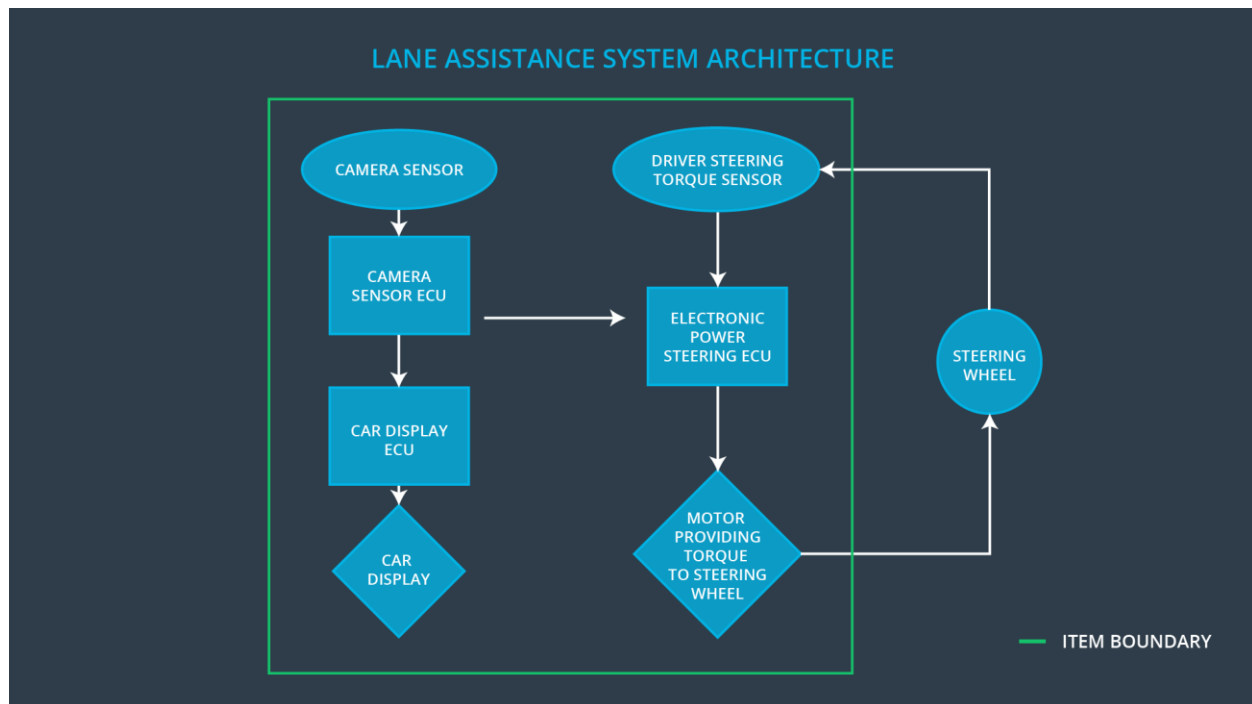 LANE ASSISTANCE SYSTEM ARCHITECTURE
CAMERA SENSOR
DRIVER STEERING
TORQUE SENSOR
CAMERA
SENSOR ECU
ELECTRONIC
POWER
STEERING ECU
STEERING
WHEEL
CAR DISPLAY
ECU
MOTOR
PROVIDING
TORQUE
TO STEERING
WHEEL
CAR
DISPLAY
ITEM BOUNDARY